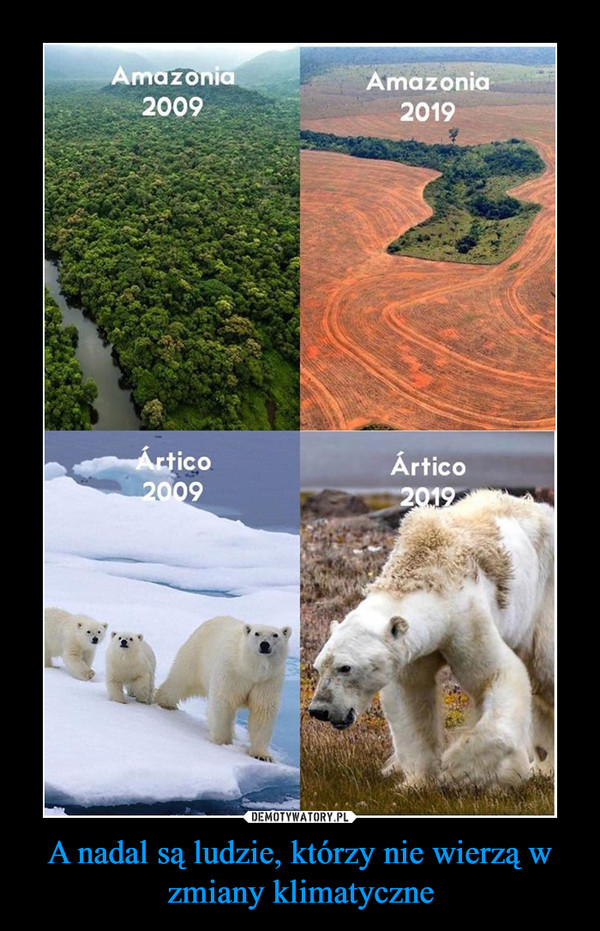 Amazonia
2009
Amazonia
2019
Ártico
2009
Ártico
2019
DEMOTYWATORY.PL
A nadal są ludzie, którzy nie wierzą w
zmiany klimatyczne